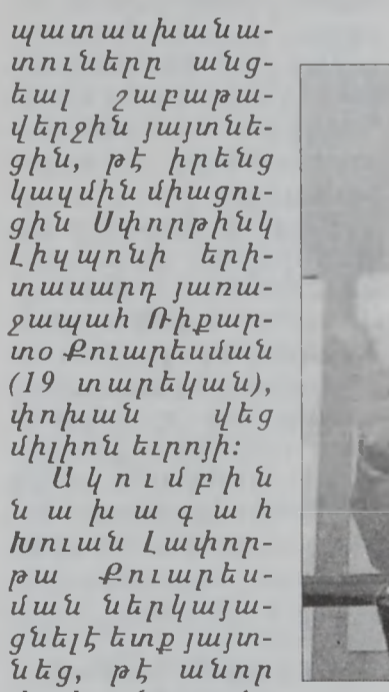 պատասխանա-
տուները անց-
եալ շաբաթա-
վերջին յայտնե-
ցին, թէ իրենց
կազմին միացու-
ցին Սփորթինկ
Լիզպոնի երի-
տասարդ յառա-
ջապահ Ռիքար-
տօ Քուարեսման
(19 տարեկան),
փոխան վեց
միլիոն եւրոյի:
Ակումբին
նախագահ
Խուան Լափոր-
թա Քուարես-
ման ներկայա-
ցնելէ ետք յայտ-
նեց, թէ անոր